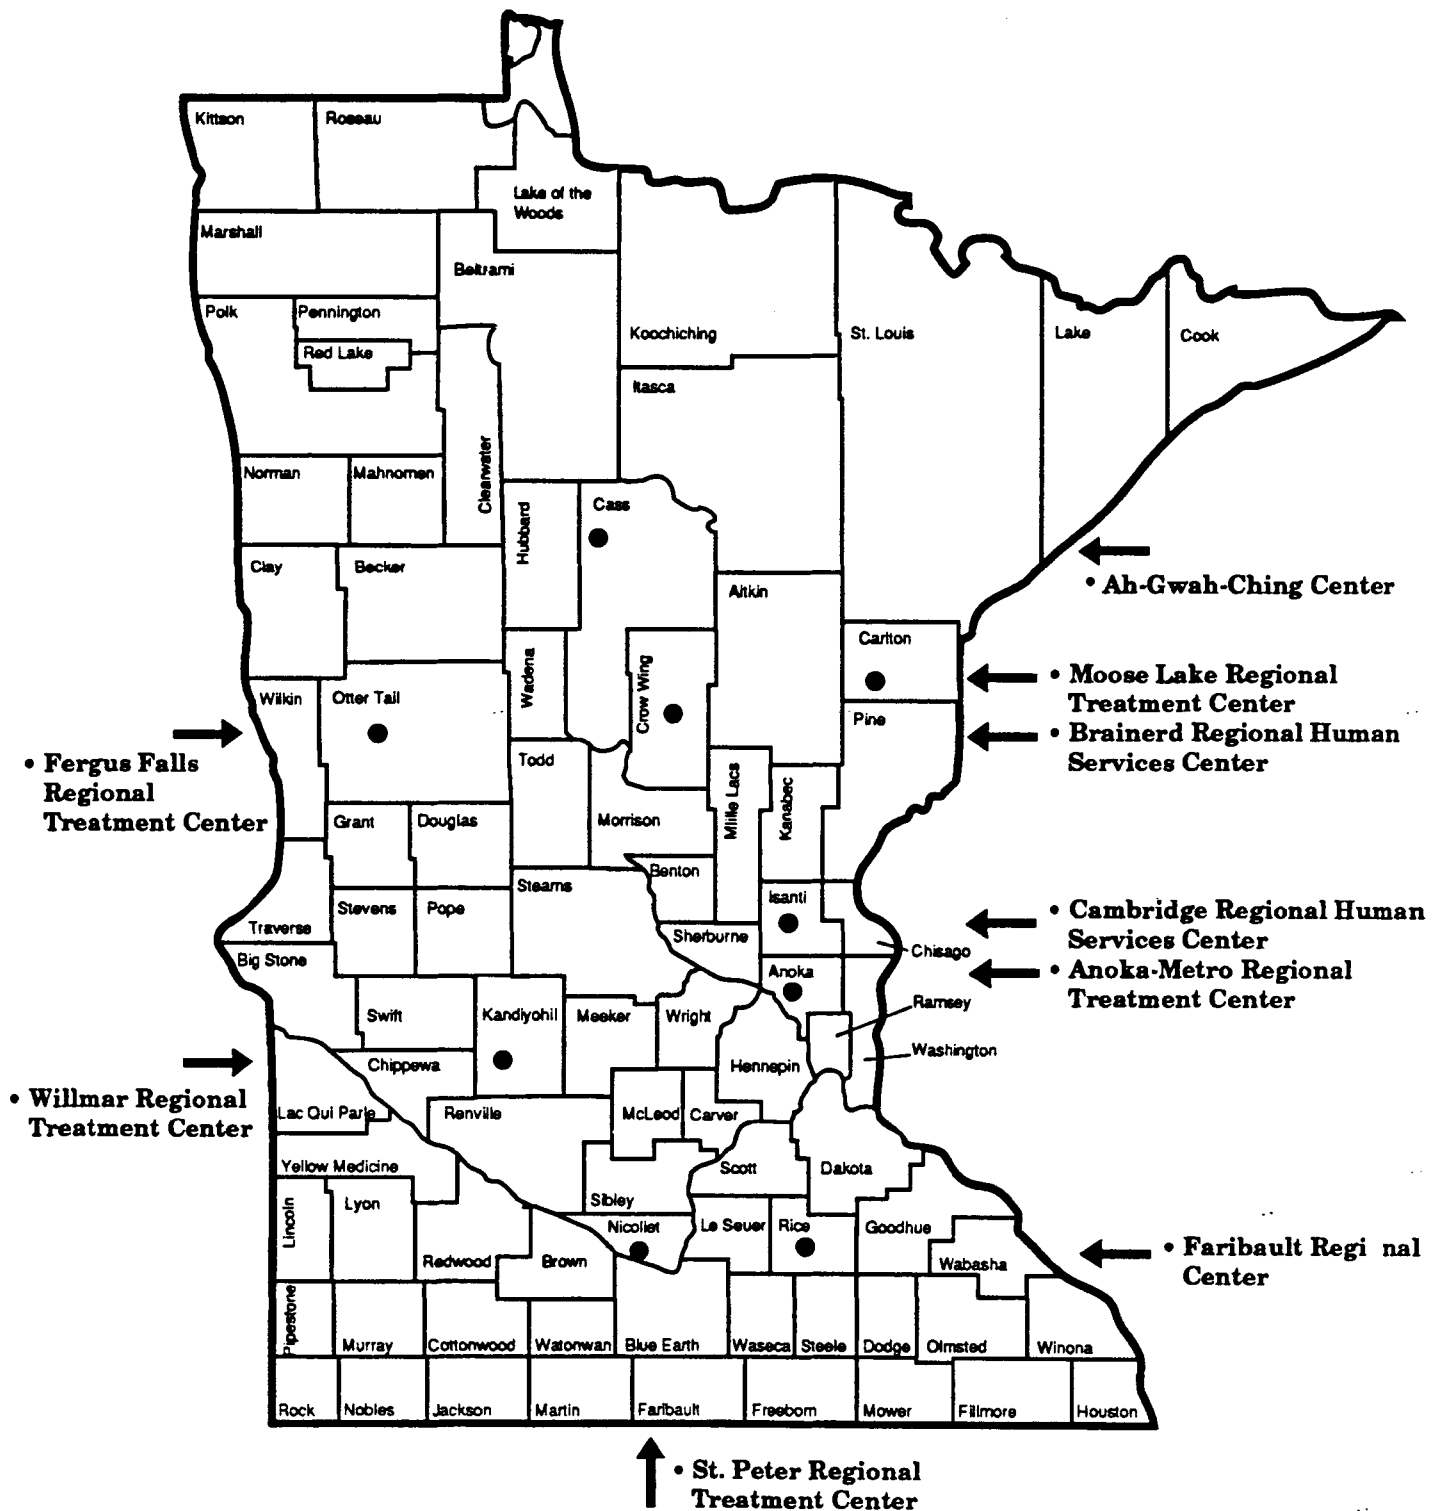 Kittson
Roseau
Lake of the
Woods
Marshall
Beltrami
Polk
Pennington
Koochiching
St. Louis
Lake
Cook
Red Lake
Itasca
Clearwater
Norman
Mahnomen
Cass
Hubbard
Clay
Becker
Aitkin
• Ah-Gwah-Ching Center
Carlton
Wadena
Crow Wing
Wilkin
Otter Tail
• Moose Lake Regional
Treatment Center
Pine
• Brainerd Regional Human
Services Center
• Fergus Falls
Regional
Treatment Center
Todd
Mille Lacs
Kanabec
Grant
Douglas
Morrison
Benton
Stearns
Isanti
Stevens
Pope
• Cambridge Regional Human
Services Center
Traverse
Sherburne
Chisago
Big Stone
Anoka
• Anoka-Metro Regional
Treatment Center
Ramsey
Swift
Kandiyohil
Meeker
Wright
Washington
Chippewa
Hennepin
• Willmar Regional
Treatment Center
Lac Qui Parle
Renville
McLeod
Carver
Yellow Medicine
Scott
Dakota
Lincoln
Lyon
Sibley
Nicollet
Le Seuer
Rice
Goodhue
• Faribault Regi nal
Center
Redwood
Brown
Wabasha
Pipestone
Murray
Cottonwood
Watonwan
Blue Earth
Waseca
Steele
Dodge
Olmsted
Winona
Rock
Nobles
Jackson
Martin
Faribault
Freeborn
Mower
Fillmore
Houston
• St. Peter Regional
Treatment Center